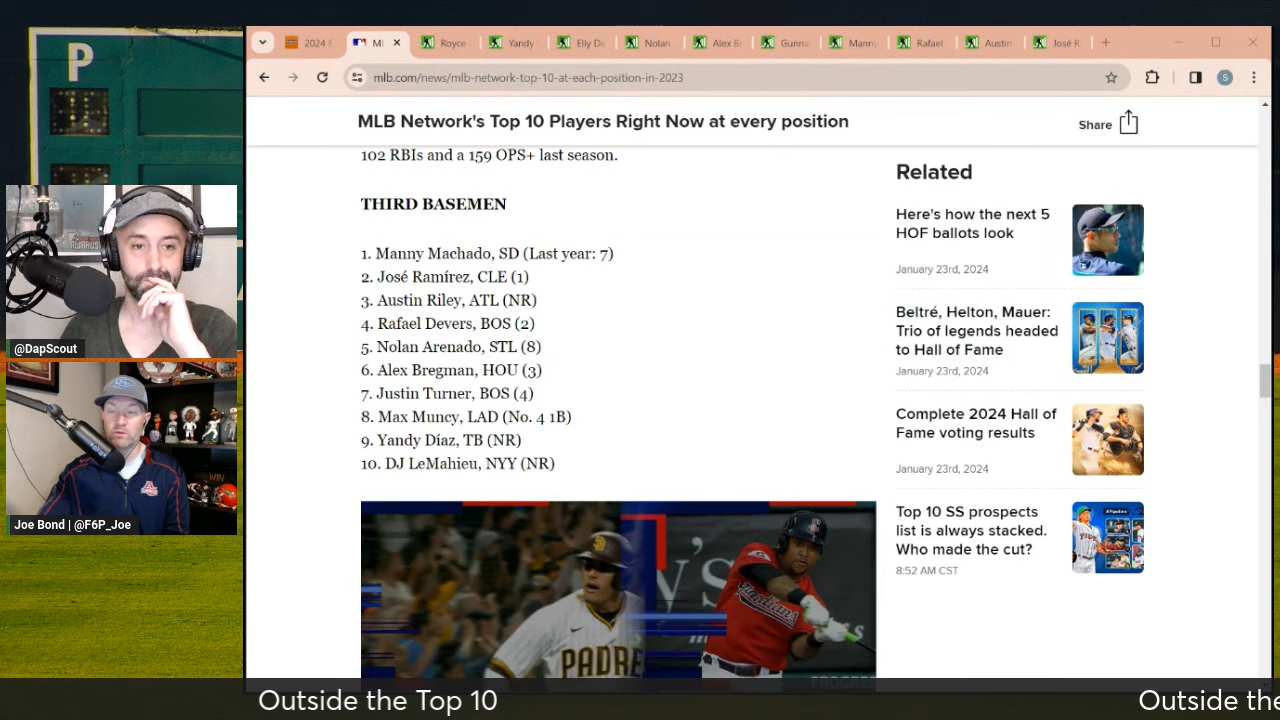 P
2024 F
MI
Royce
Yandy
Elly De
Nolan
Alex Br
Gunna
Manny
Rafael
Austin
José R.
mlb.com/news/mlb-network-top-10-at-each-position-in-2023
S
MLB Network's Top 10 Players Right Now at every position
Share
102 RBIs and a 159 OPS+ last season.
THIRD BASEMEN
1. Manny Machado, SD (Last year: 7)
2. José Ramírez, CLE (1)
3. Austin Riley, ATL (NR)
4. Rafael Devers, BOS (2)
5. Nolan Arenado, STL (8)
6. Alex Bregman, HOU (3)
7. Justin Turner, BOS (4)
8. Max Muncy, LAD (No. 4 1B)
9. Yandy Díaz, TB (NR)
10. DJ LeMahieu, NYY (NR)
PADRE
Related
Here's how the next 5
HOF ballots look
January 23rd, 2024
Beltré, Helton, Mauer:
Trio of legends headed
to Hall of Fame
January 23rd, 2024
Complete 2024 Hall of
Fame voting results
January 23rd, 2024
Top 10 SS prospects
list is always stacked.
Who made the cut?
8:52 AM CST
@DapScout
WIN
Joe Bond | @F6P_Joe
Outside the Top 10
Outside the